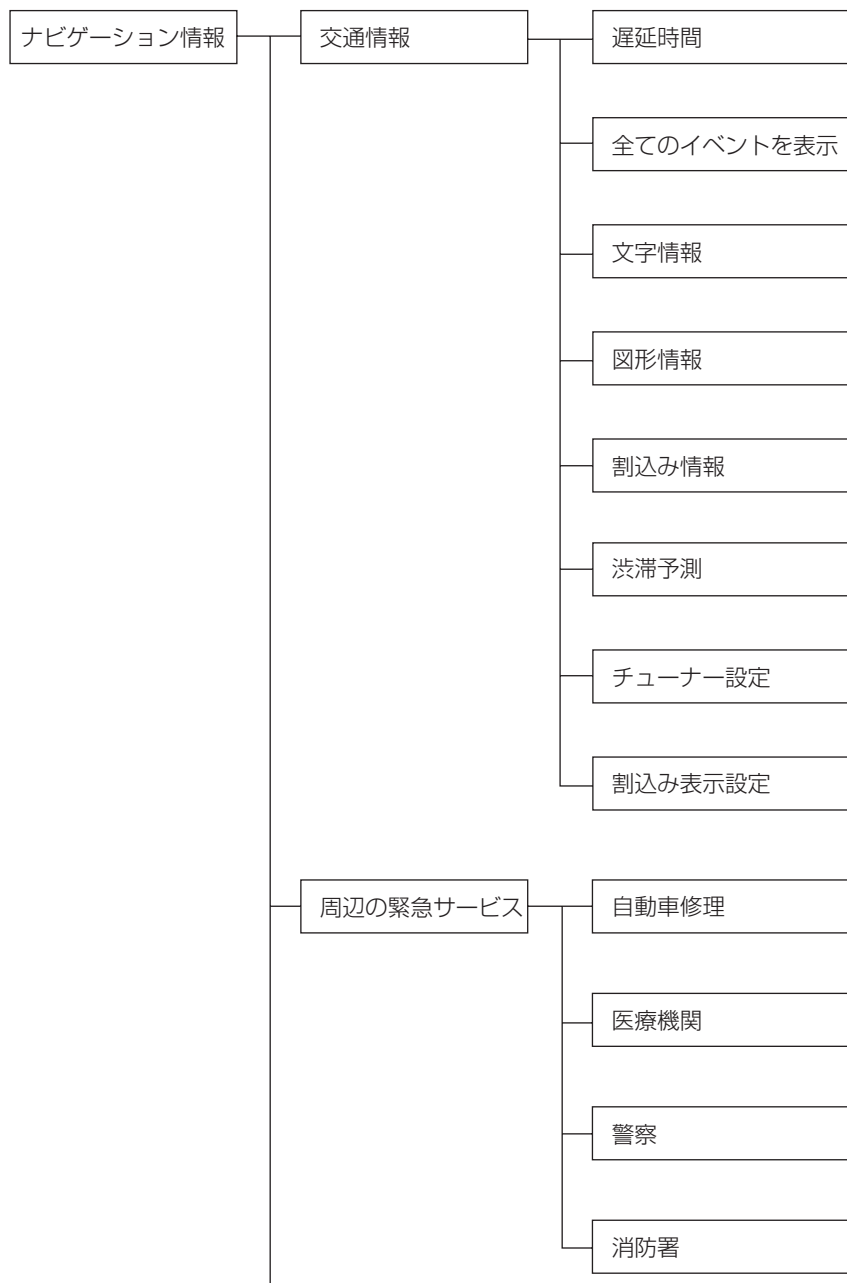 ナビゲーション情報
交通情報
遅延時間
全てのイベントを表示
文字情報
図形情報
割込み情報
渋滞予測
チューナー設定
割込み表示設定
周辺の緊急サービス
自動車修理
医療機関
警察
消防署